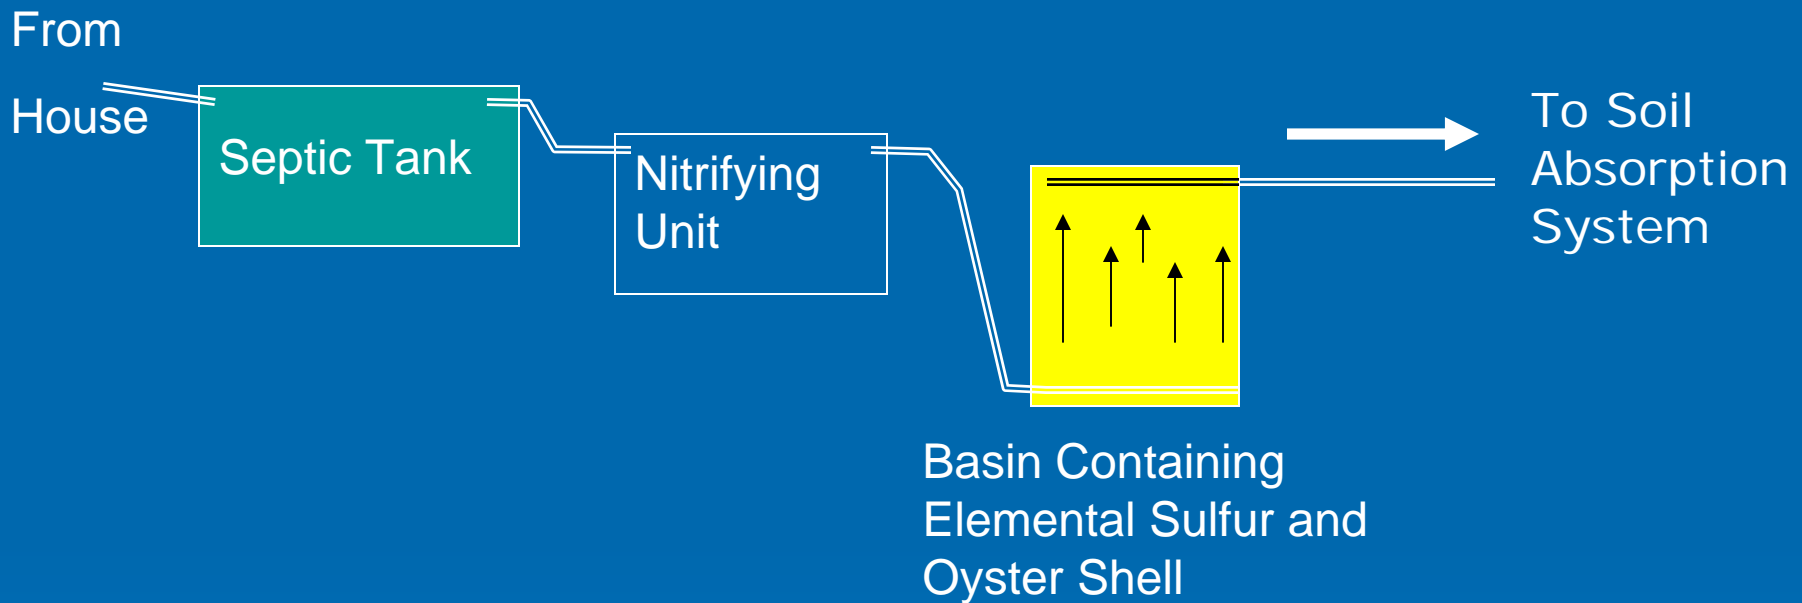 From
House
Septic Tank
Nitrifying
Unit
To Soil
Absorption
System
Basin Containing
Elemental Sulfur and
Oyster Shell